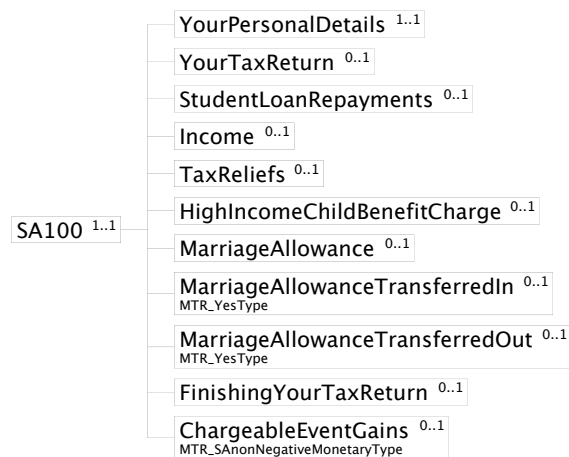 YourPersonalDetails 1..1
YourTaxReturn 0..1
StudentLoanRepayments 0..1
Income 0..1
TaxReliefs 0..1
HighIncomeChildBenefitCharge 0..1
SA100 1..1
MarriageAllowance 0..1
MarriageAllowanceTransferredIn 0..1
MTR_YesType
MarriageAllowanceTransferredOut 0..1
MTR_YesType
FinishingYourTaxReturn 0..1
ChargeableEventGains 0..1
MTR_SAnonNegativeMonetaryType